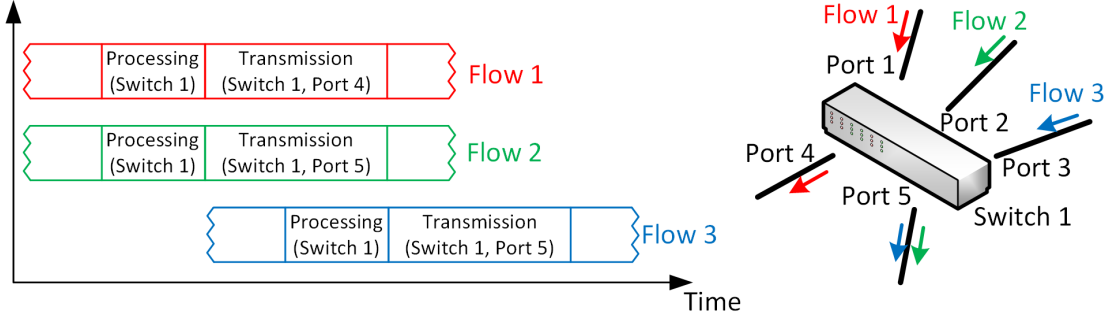 Processing
(Switch 1)
Transmission
(Switch 1, Port 4)
Flow 1
Processing
(Switch 1)
Transmission
(Switch 1, Port 5)
Flow 2
Processing
(Switch 1)
Transmission
(Switch 1, Port 5)
Flow 3
Time
Flow 1
Flow 2
Port 1
Flow 3
Port 2
Port 4
Port 3
Port 5
Switch 1